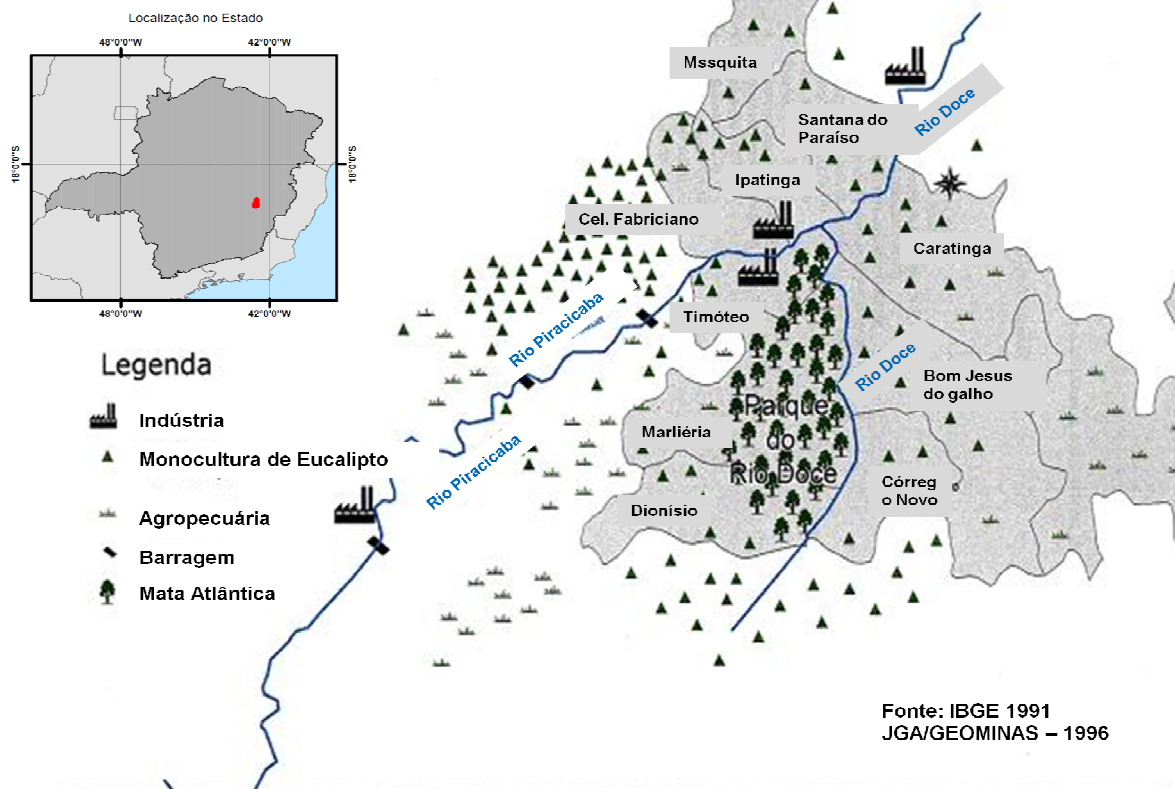 Localização no Estado
48°0'0"W
42°0'0"W
18°0'0"S
18°0'0"S
48°0'0"W
42°0'0"W
Legenda
Indústria
Monocultura de Eucalipto
Agropecuária
Barragem
Mata Atlântica
Mssquita
Santana do
Paraíso
Rio Doce
Ipatinga
Cel. Fabriciano
Caratinga
Rio Piracicaba
Timóteo
Rio Doce
Bom Jesus
do galho
Parque
do
Rio Doce
Marliéria
Rio Piracicaba
Dionísio
Córreg
o Novo
Fonte: IBGE 1991
JGA/GEOMINAS – 1996